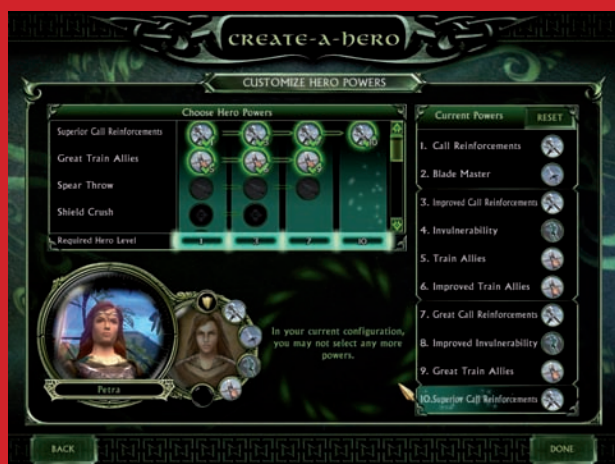 CREATE-A-HERO
CUSTOMIZE HERO POWERS
Choose Hero Powers
Superior Call Reinforcements
Great Train Allies
Spear Throw
Shield Crush
Required Hero Level 1 3 7 10
Petra
In your current configuration,
you may not select any more
powers.
Current Powers RESET
1. Call Reinforcements
2. Blade Master
3. Improved Call Reinforcements
4. Invulnerability
5. Train Allies
6. Improved Train Allies
7. Great Call Reinforcements
8. Improved Invulnerability
9. Great Train Allies
10.Superior Call Reinforcements
BACK
DONE